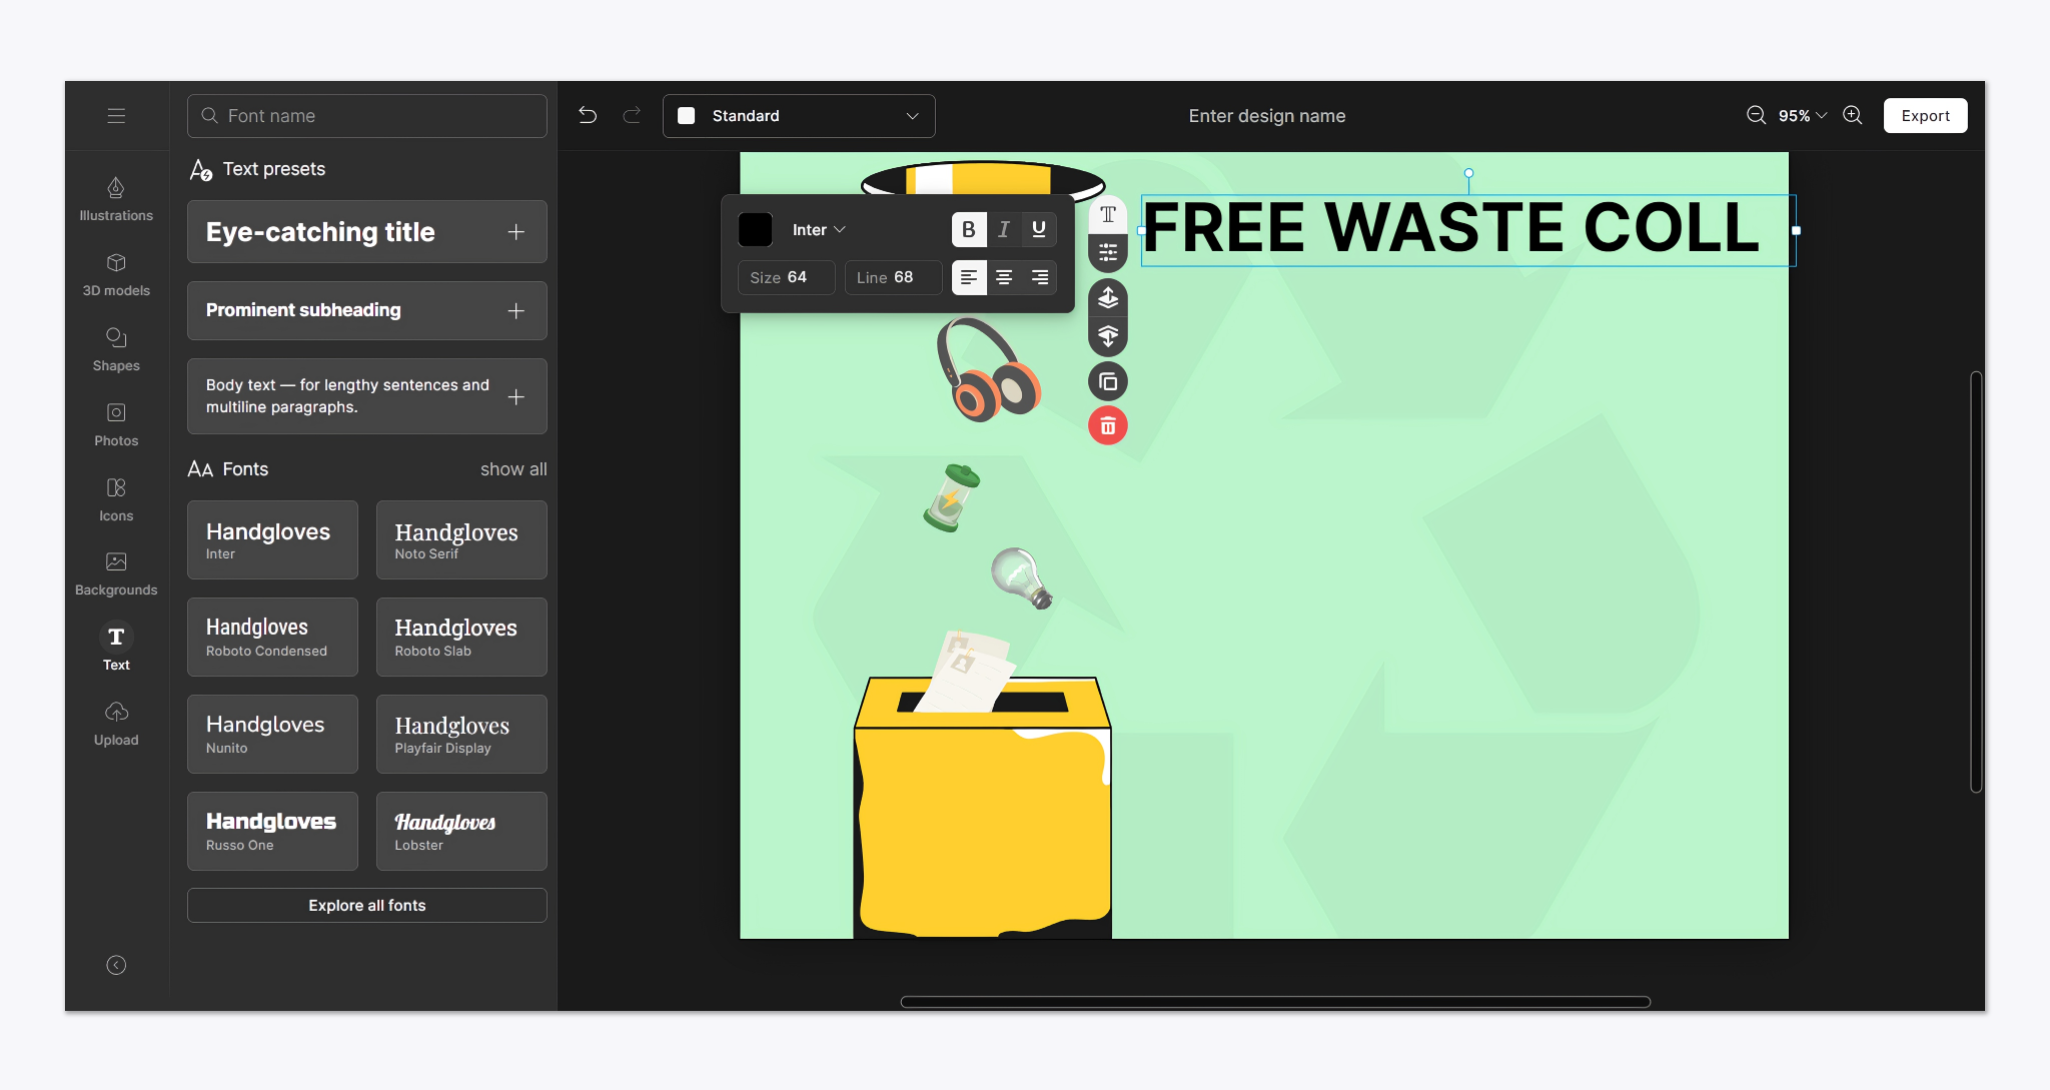 Font name
Standard
Enter design name
95%
Export
Illustrations
3D models
Shapes
Photos
Icons
Backgrounds
Text
Upload
Text presets
Eye-catching title
Prominent subheading
Body text — for lengthy sentences and
multiline paragraphs.
Fonts
show all
Handgloves
Inter
Handgloves
Noto Serif
Handgloves
Roboto Condensed
Handgloves
Roboto Slab
Handgloves
Nunito
Handgloves
Playfair Display
Handgloves
Russo One
Handgloves
Lobster
Explore all fonts
Inter
B I U
Size 64
Line 68
FREE WASTE COLL